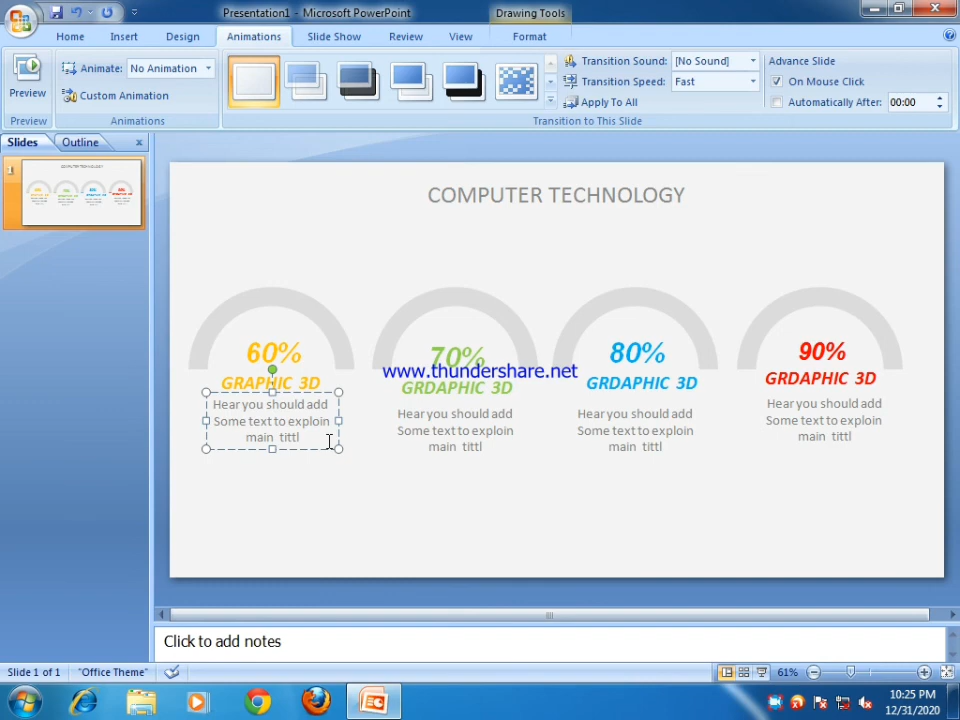 Presentation1 - Microsoft PowerPoint
Drawing Tools
Home
Insert
Design
Animations
Slide Show
Review
View
Format
Preview
Preview
Animate:
No Animation
Custom Animation
Animations
Transition Sound:
[No Sound]
Transition Speed:
Fast
Apply To All
Transition to This Slide
Advance Slide
On Mouse Click
Automatically After:
00:00
Slides
Outline
1
COMPUTER TECHNOLOGY
60%
GRAPHIC 3D
Hear you should add
Some text to exploin
main tittl
70%
GRDAPHIC 3D
Hear you should add
Some text to exploin
main tittl
80%
GRDAPHIC 3D
Hear you should add
Some text to exploin
main tittl
90%
GRDAPHIC 3D
Hear you should add
Some text to exploin
main tittl
www.thundershare.net
Click to add notes
Slide 1 of 1
"Office Theme"
61%
10:25 PM
12/31/2020